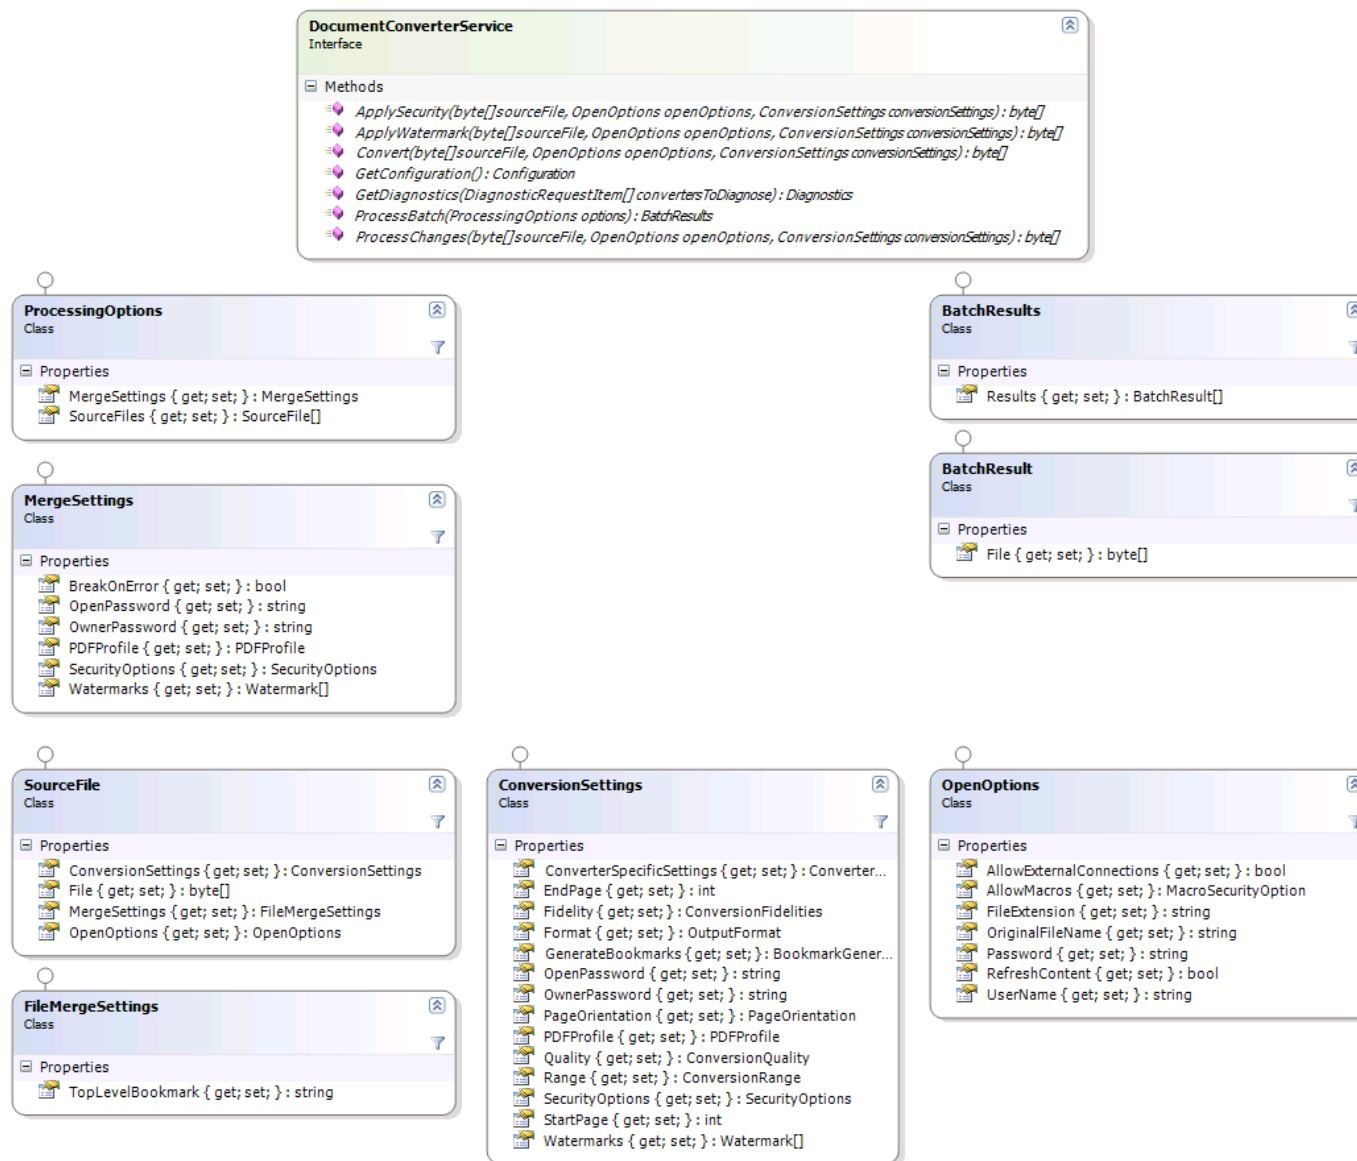 DocumentConverterService
Interface
Methods
ApplySecurity(byte[] sourceFile, OpenOptions openOptions, ConversionSettings conversionSettings) : byte[]
ApplyWatermark(byte[] sourceFile, OpenOptions openOptions, ConversionSettings conversionSettings) : byte[]
Convert(byte[] sourceFile, OpenOptions openOptions, ConversionSettings conversionSettings) : byte[]
GetConfiguration() : Configuration
GetDiagnostics(DiagnosticRequestItem[] convertersToDiagnose) : Diagnostics
ProcessBatch(ProcessingOptions options) : BatchResults
ProcessChanges(byte[] sourceFile, OpenOptions openOptions, ConversionSettings conversionSettings) : byte[]
ProcessingOptions
Class
Properties
MergeSettings { get; set; } : MergeSettings
SourceFiles { get; set; } : SourceFile[]
BatchResults
Class
Properties
Results { get; set; } : BatchResult[]
BatchResult
Class
Properties
File { get; set; } : byte[]
MergeSettings
Class
Properties
BreakOnError { get; set; } : bool
OpenPassword { get; set; } : string
OwnerPassword { get; set; } : string
PDFProfile { get; set; } : PDFProfile
SecurityOptions { get; set; } : SecurityOptions
Watermarks { get; set; } : Watermark[]
SourceFile
Class
Properties
ConversionSettings { get; set; } : ConversionSettings
File { get; set; } : byte[]
MergeSettings { get; set; } : FileMergeSettings
OpenOptions { get; set; } : OpenOptions
FileMergeSettings
Class
Properties
TopLevelBookmark { get; set; } : string
ConversionSettings
Class
Properties
ConverterSpecificSettings { get; set; } : Converter...
EndPage { get; set; } : int
Fidelity { get; set; } : ConversionFidelities
Format { get; set; } : OutputFormat
GenerateBookmarks { get; set; } : BookmarkGener...
OpenPassword { get; set; } : string
OwnerPassword { get; set; } : string
PageOrientation { get; set; } : PageOrientation
PDFProfile { get; set; } : PDFProfile
Quality { get; set; } : ConversionQuality
Range { get; set; } : ConversionRange
SecurityOptions { get; set; } : SecurityOptions
StartPage { get; set; } : int
Watermarks { get; set; } : Watermark[]
OpenOptions
Class
Properties
AllowExternalConnections { get; set; } : bool
AllowMacros { get; set; } : MacroSecurityOption
FileExtension { get; set; } : string
OriginalFileName { get; set; } : string
Password { get; set; } : string
RefreshContent { get; set; } : bool
UserName { get; set; } : string